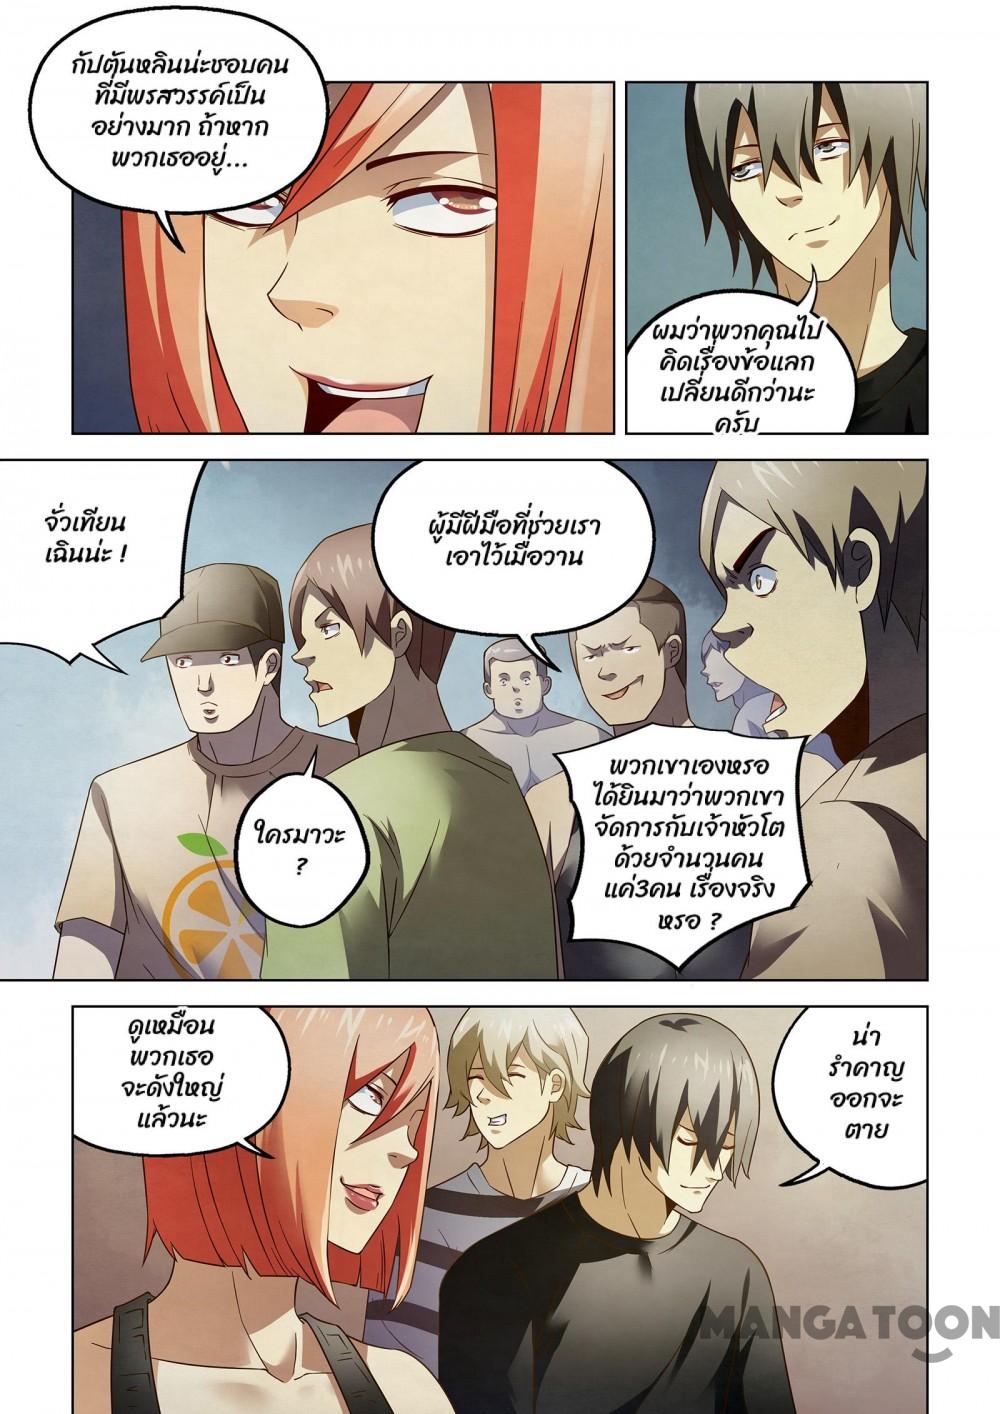 กัปตันหลินน่ะชอบคน
ที่มีพรสวรรค์เป็น
อย่างมาก ถ้าหาก
พวกเธออยู่...
ผมว่าพวกคุณไป
คิดเรื่องข้อแลก
เปลี่ยนดีกว่านะ
ครับ
จั่วเทียน
เฉินน่ะ !
ผู้มีฝีมือที่ช่วยเรา
เอาไว้เมื่อวาน
ใครมาวะ
?
พวกเขาเองหรอ
ได้ยินมาว่าพวกเขา
จัดการกับเจ้าหัวโต
ด้วยจำนวนคน
แค่3คน เรื่องจริง
หรอ ?
ดูเหมือน
พวกเธอ
จะดังใหญ่
แล้วนะ
น่า
รำคาญ
ออกจะ
ตาย
MANGATOON